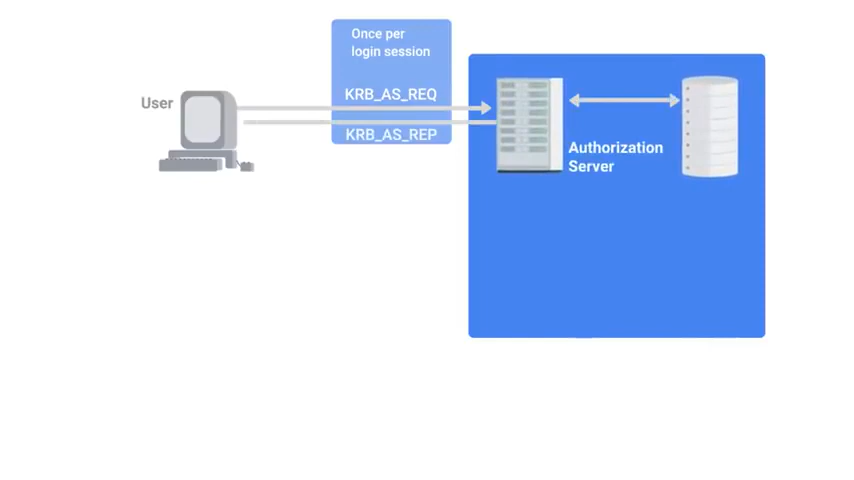 Once per
login session
User
KRB_AS_REQ
KRB_AS_REP
Authorization
Server